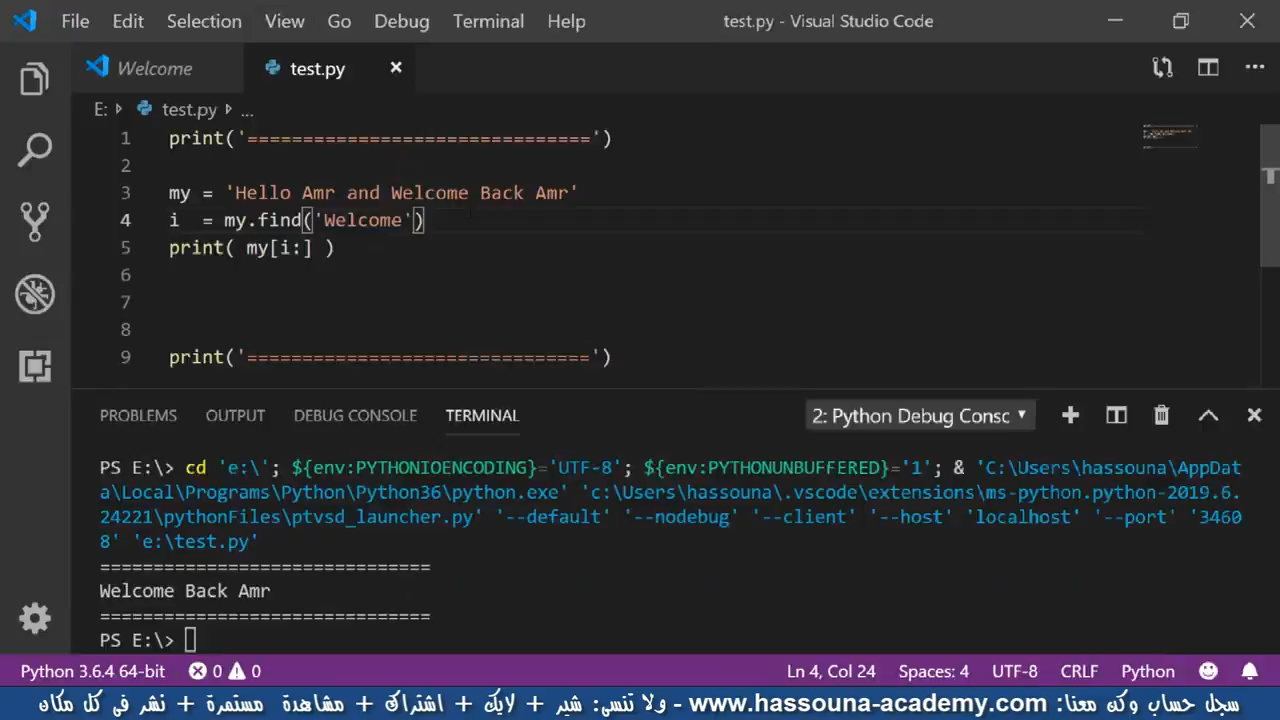 File Edit Selection View Go Debug Terminal Help test.py - Visual Studio Code
Welcome test.py
E: test.py ...
1 print('===============================')
2
3 my = 'Hello Amr and Welcome Back Amr'
4 i  = my.find('Welcome')
5 print( my[i:] )
6
7
8
9 print('===============================')
PROBLEMS OUTPUT DEBUG CONSOLE TERMINAL 2: Python Debug Consc
PS E:\> cd 'e:\'; ${env:PYTHONIOENCODING}='UTF-8'; ${env:PYTHONUNBUFFERED}='1'; & 'C:\Users\hassouna\AppDat
a\Local\Programs\Python\Python36\python.exe' 'c:\Users\hassouna\.vscode\extensions\ms-python.python-2019.6.
24221\pythonFiles\ptvsd_launcher.py' '--default' '--nodebug' '--client' '--host' 'localhost' '--port' '3460
8' 'e:\test.py'
==============================
Welcome Back Amr
==============================
PS E:\>
Python 3.6.4 64-bit 0 0 Ln 4, Col 24 Spaces: 4 UTF-8 CRLF Python
سجل حساب وكن معنا: www.hassouna-academy.com - ولا تنسى: شير + لايك + اشتراك + مشاهدة مستمرة + نشر فى كل مكان